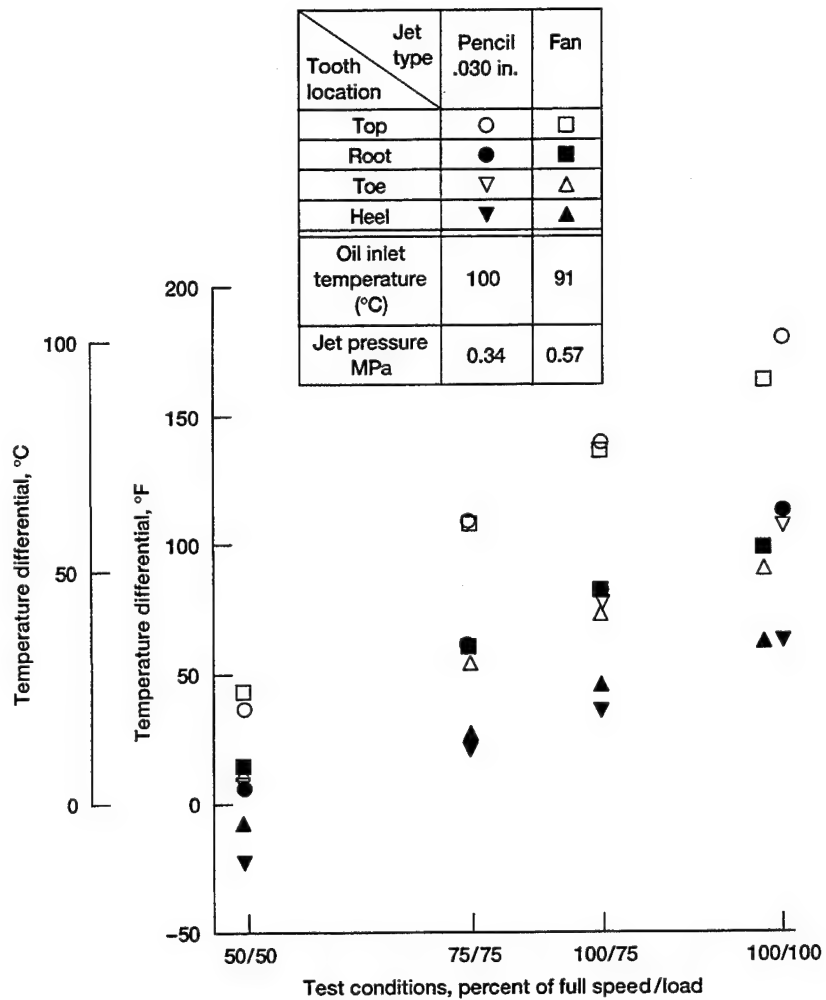 Jet
type
Tooth
location
Pencil
.030 in.
Fan
Top
Root
Toe
Heel
Oil inlet
temperature
(°C)
100
91
Jet pressure
MPa
0.34
0.57
Temperature differential, °C
100
50
0
Temperature differential, °F
200
150
100
50
0
-50
50/50
75/75
100/75
100/100
Test conditions, percent of full speed/load